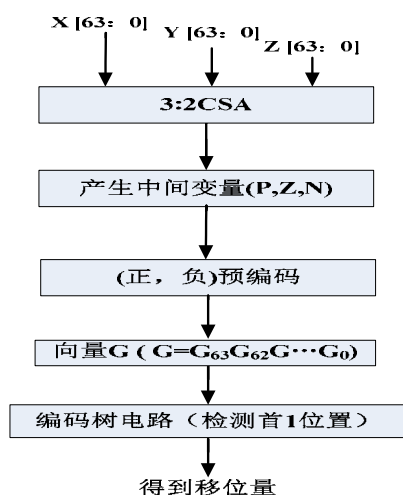 X [63：0] Y [63：0] Z [63：0]
3:2CSA
产生中间变量(P,Z,N)
(正，负)预编码
向量G ( G=G₆₃G₆₂G⋯G₀)
编码树电路（检测首1位置）
得到移位量